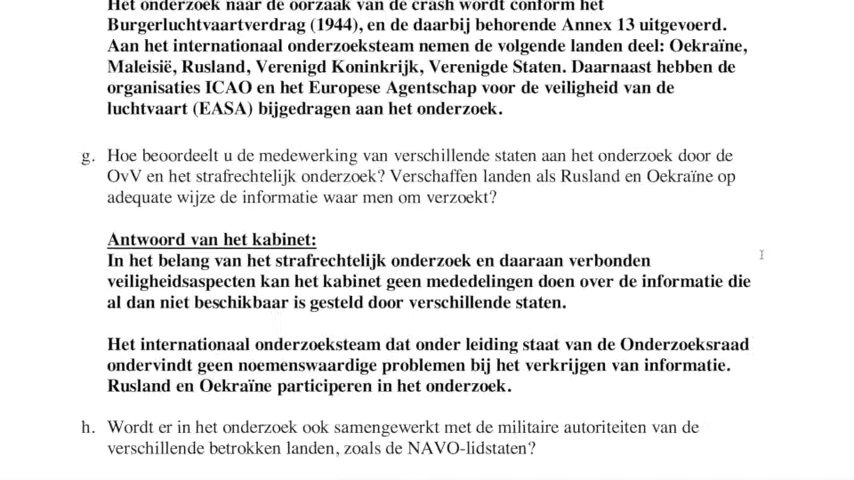 Het onderzoek naar de oorzaak van de crash wordt conform het
Burgerluchtvaartverdrag (1944), en de daarbij behorende Annex 13 uitgevoerd.
Aan het internationaal onderzoeksteam nemen de volgende landen deel: Oekraïne,
Maleisië, Rusland, Verenigd Koninkrijk, Verenigde Staten. Daarnaast hebben de
organisaties ICAO en het Europese Agentschap voor de veiligheid van de
luchtvaart (EASA) bijgedragen aan het onderzoek.
g. Hoe beoordeelt u de medewerking van verschillende staten aan het onderzoek door de
OvV en het strafrechtelijk onderzoek? Verschaffen landen als Rusland en Oekraïne op
adequate wijze de informatie waar men om verzoekt?
Antwoord van het kabinet:
In het belang van het strafrechtelijk onderzoek en daaraan verbonden
veiligheidsaspecten kan het kabinet geen mededelingen doen over de informatie die
al dan niet beschikbaar is gesteld door verschillende staten.
Het internationaal onderzoeksteam dat onder leiding staat van de Onderzoeksraad
ondervindt geen noemenswaardige problemen bij het verkrijgen van informatie.
Rusland en Oekraïne participeren in het onderzoek.
h. Wordt er in het onderzoek ook samengewerkt met de militaire autoriteiten van de
verschillende betrokken landen, zoals de NAVO-lidstaten?